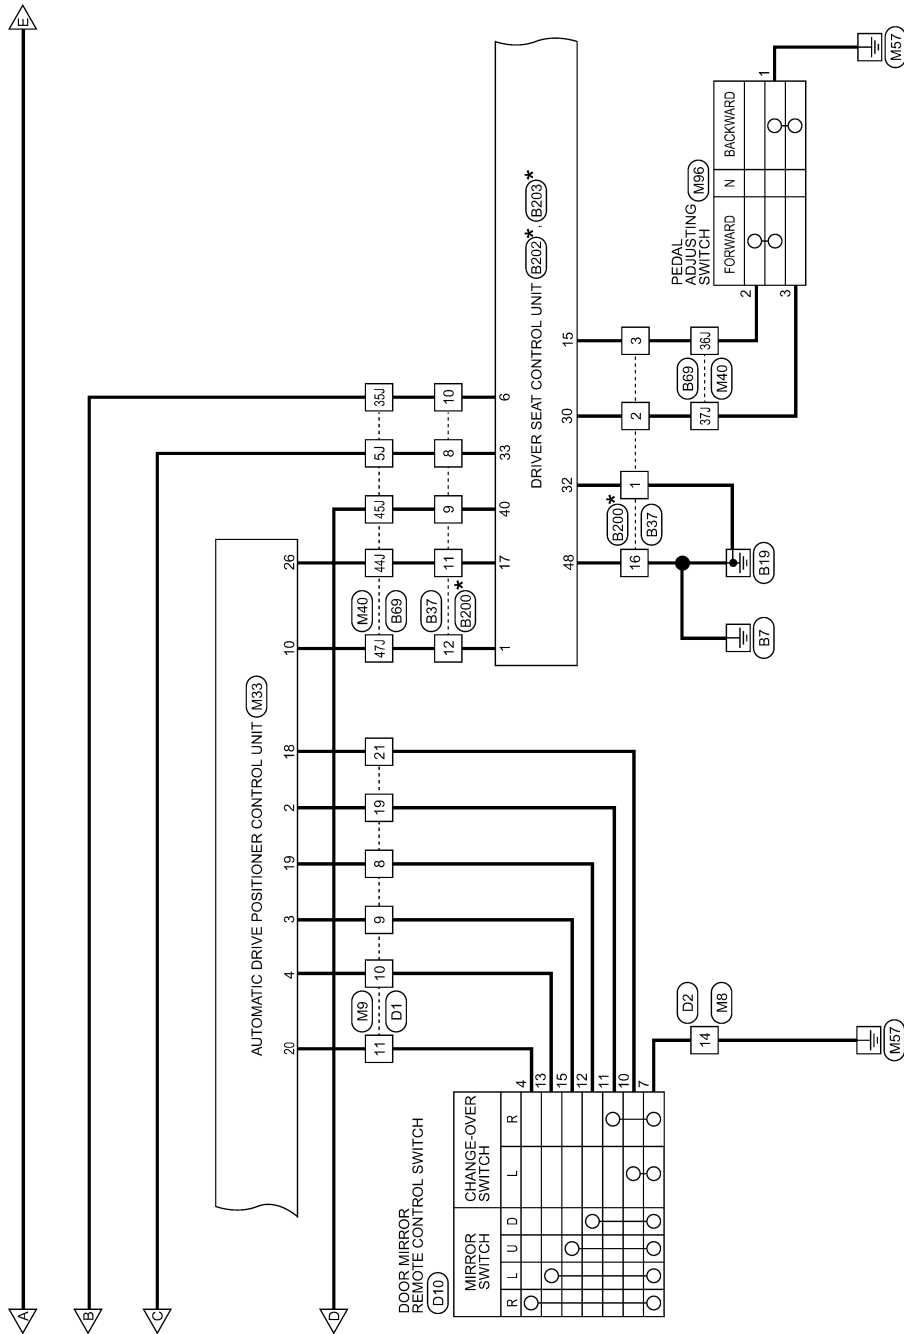 A
B
C
D
E
AUTOMATIC DRIVE POSITIONER CONTROL UNIT M33
20
4
3
19
2
18
10
26
M9
D1
11
10
9
8
19
21
M40
B69
47J
44J
45J
5J
35J
B37
B200*
12
11
9
8
10
1
17
40
33
6
DRIVER SEAT CONTROL UNIT B202*, B203*
48
32
30
15
B200*
B37
16
1
2
3
B69
M40
37J
36J
B7
B19
PEDAL
ADJUSTING
SWITCH M96
FORWARD
N
BACKWARD
2
3
1
M57
DOOR MIRROR
REMOTE CONTROL SWITCH
D10
MIRROR
SWITCH
CHANGE-OVER
SWITCH
R
L
U
D
L
R
4
13
15
12
11
10
7
D2
M8
14
M57